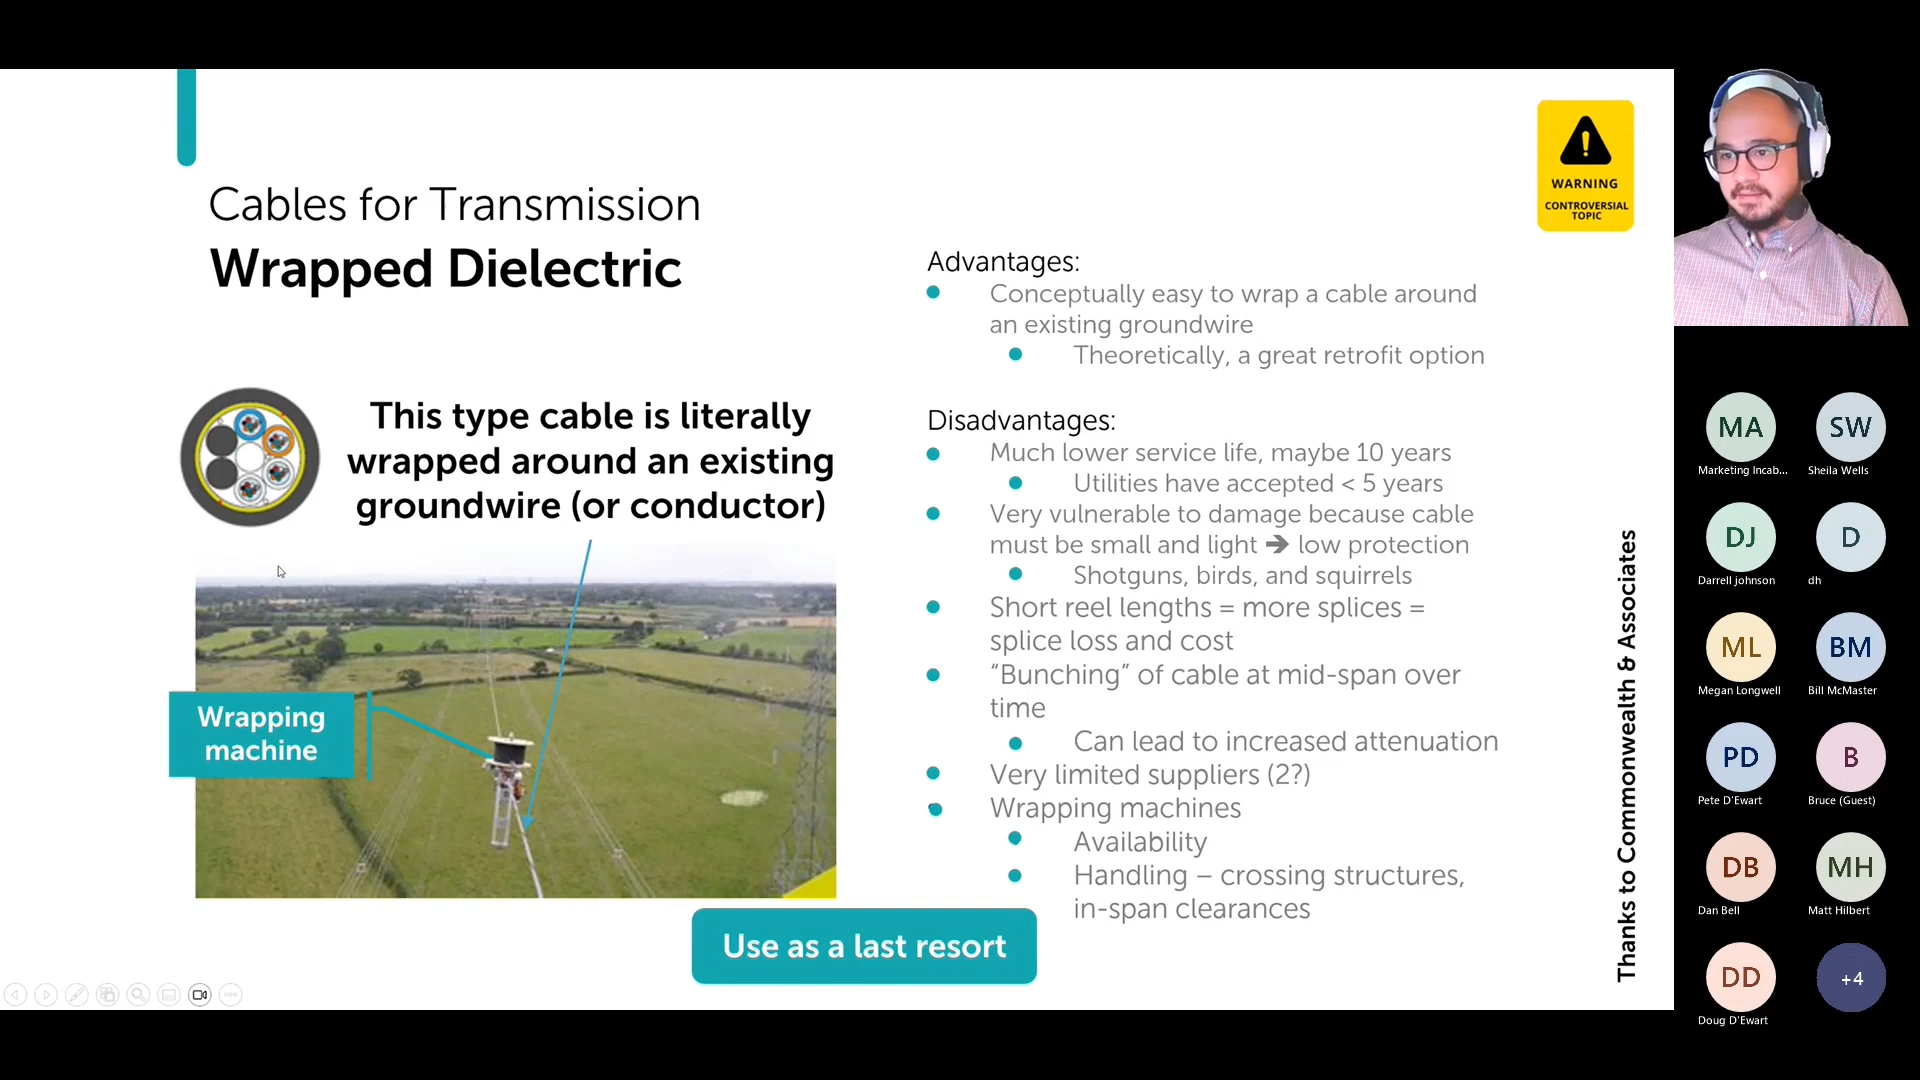 Cables for Transmission
Wrapped Dielectric
This type cable is literally
wrapped around an existing
groundwire (or conductor)
Wrapping
machine
WARNING
CONTROVERSIAL
TOPIC
Advantages:
Conceptually easy to wrap a cable around
an existing groundwire
Theoretically, a great retrofit option
Disadvantages:
Much lower service life, maybe 10 years
Utilities have accepted < 5 years
Very vulnerable to damage because cable
must be small and light ➔ low protection
Shotguns, birds, and squirrels
Short reel lengths = more splices =
splice loss and cost
“Bunching” of cable at mid-span over
time
Can lead to increased attenuation
Very limited suppliers (2?)
Wrapping machines
Availability
Handling – crossing structures,
in-span clearances
Use as a last resort
Thanks to Commonwealth & Associates
MA
Marketing Incab...
SW
Sheila Wells
DJ
Darrell johnson
D
dh
ML
Megan Longwell
BM
Bill McMaster
PD
Pete D'Ewart
B
Bruce (Guest)
DB
Dan Bell
MH
Matt Hilbert
DD
Doug D'Ewart
+4